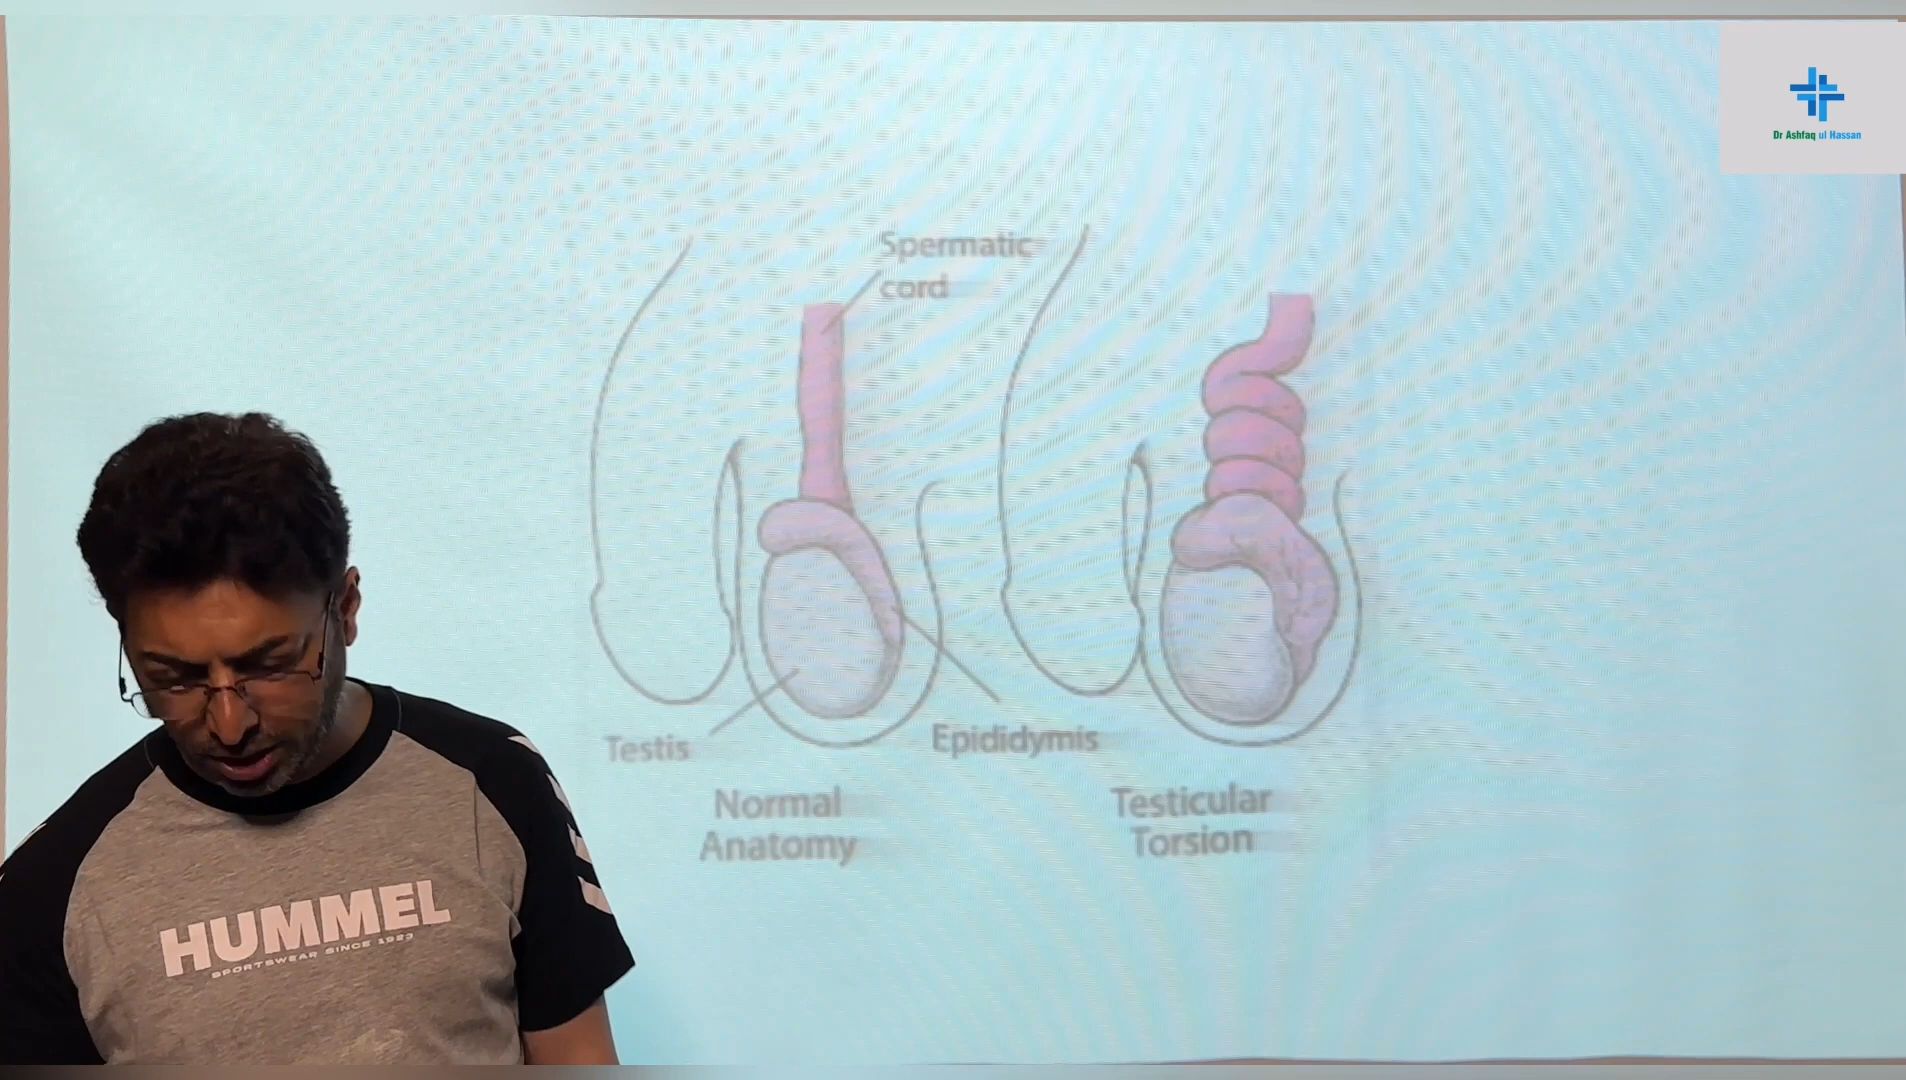 Dr Ashfaq ul Hassan
Spermatic
cord
Testis
Epididymis
Normal
Anatomy
Testicular
Torsion
HUMMEL
SPORTSWEAR SINCE 1923